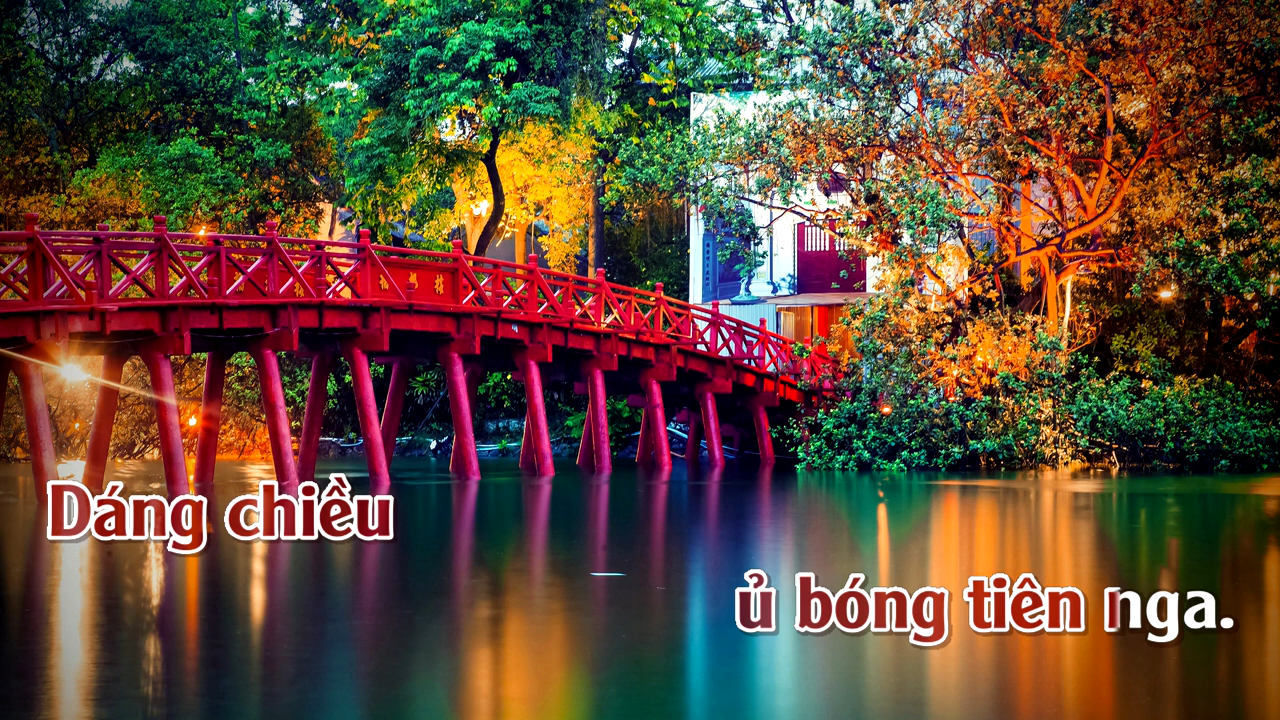 Dáng chiều
ủ bóng tiên nga.